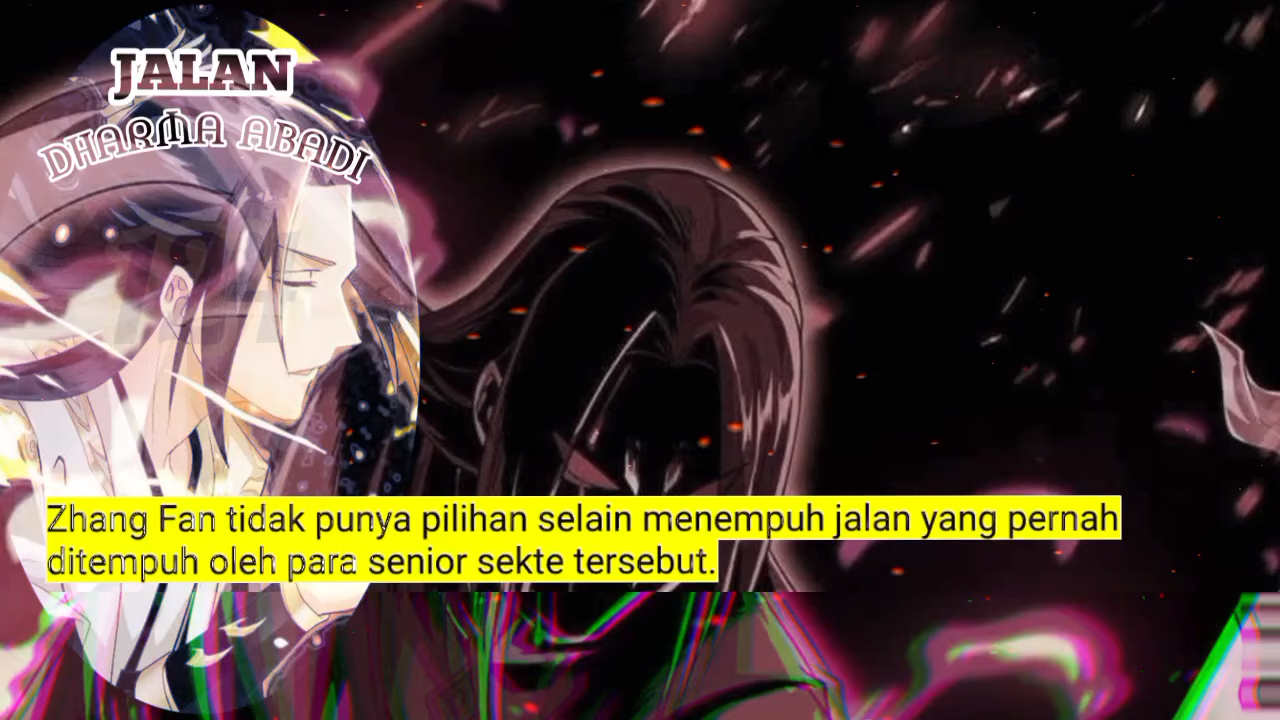 JALAN
DHARMA ABADI
Zhang Fan tidak punya pilihan selain menempuh jalan yang pernah
ditempuh oleh para senior sekte tersebut.